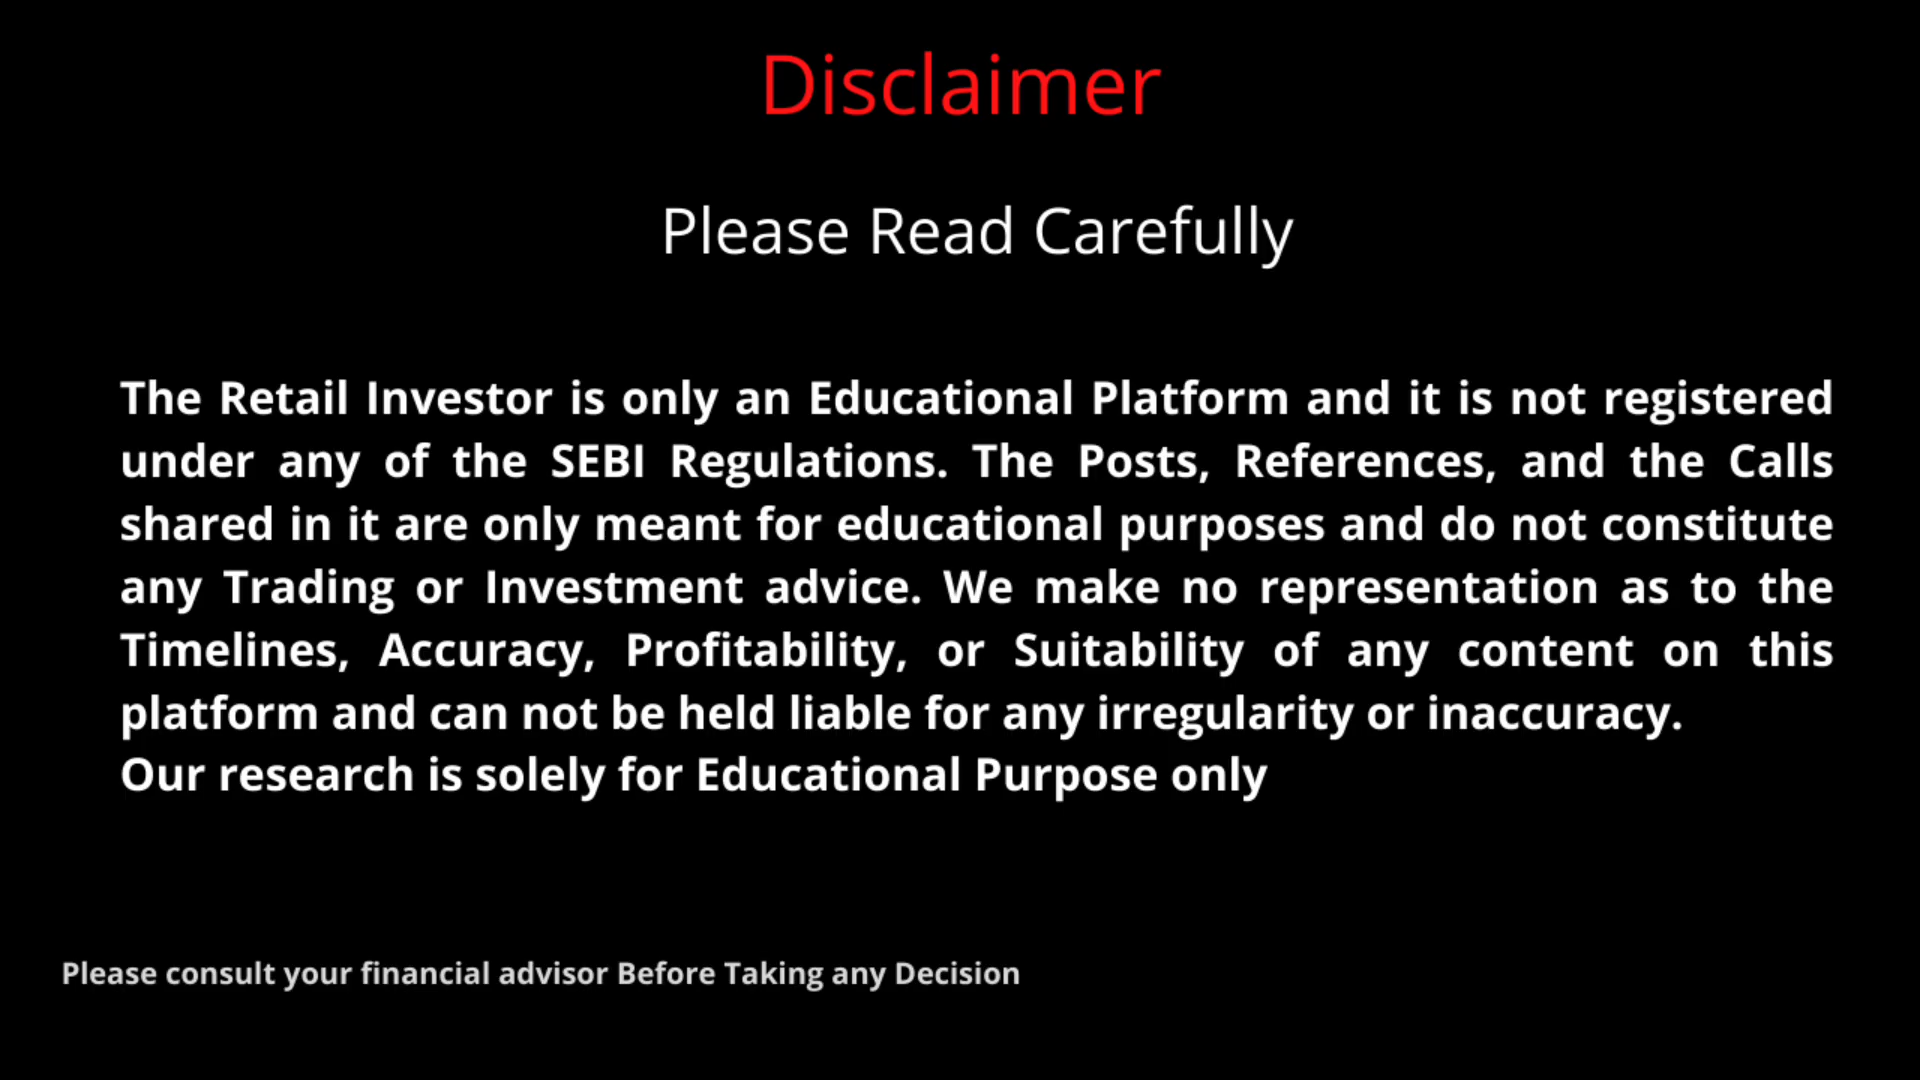 Disclaimer
Please Read Carefully
The Retail Investor is only an Educational Platform and it is not registered
under any of the SEBI Regulations. The Posts, References, and the Calls
shared in it are only meant for educational purposes and do not constitute
any Trading or Investment advice. We make no representation as to the
Timelines, Accuracy, Profitability, or Suitability of any content on this
platform and can not be held liable for any irregularity or inaccuracy.
Our research is solely for Educational Purpose only
Please consult your financial advisor Before Taking any Decision